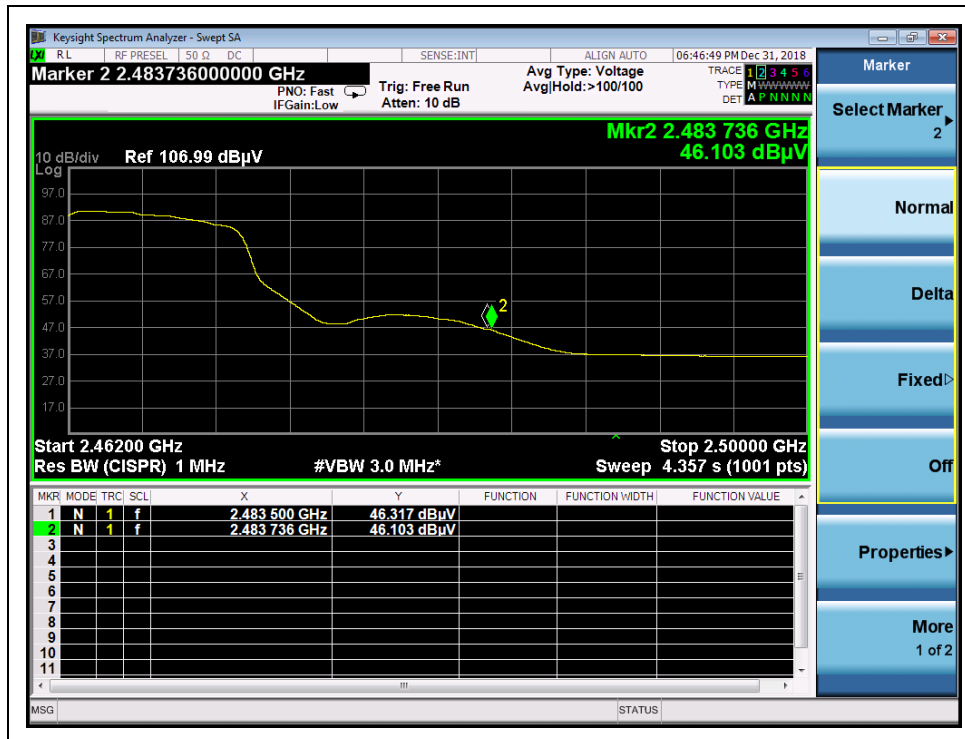 Keysight Spectrum Analyzer - Swept SA
LXI RL RF PRESEL 50 Ω DC SENSE:INT ALIGN AUTO 06:46:49 PM Dec 31, 2018
Marker 2 2.483736000000 GHz
PNO: Fast
IFGain:Low
Trig: Free Run
Atten: 10 dB
Avg Type: Voltage
Avg|Hold:>100/100
TRACE 1 2 3 4 5 6
TYPE M WWWWW
DET A P N N N N
Mkr2 2.483 736 GHz
46.103 dBµV
10 dB/div Ref 106.99 dBµV
Log
97.0
87.0
77.0
67.0
57.0
2
47.0
37.0
27.0
17.0
Start 2.46200 GHz Stop 2.50000 GHz
Res BW (CISPR) 1 MHz #VBW 3.0 MHz* Sweep 4.357 s (1001 pts)
MKR MODE TRC SCL X Y FUNCTION FUNCTION WIDTH FUNCTION VALUE
1 N 1 f 2.483 500 GHz 46.317 dBµV
2 N 1 f 2.483 736 GHz 46.103 dBµV
3
4
5
6
7
8
9
10
11
MSG STATUS
Marker
Select Marker
2
Normal
Delta
Fixed
Off
Properties
More
1 of 2